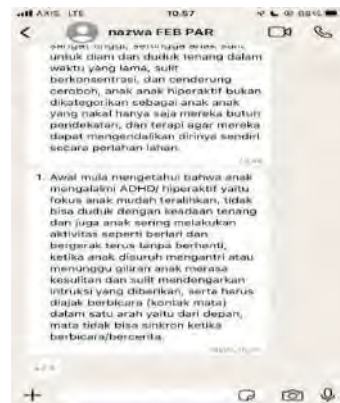 AXIS LTE 10.57
nazwa FEB PAR
untuk diam dan duduk tenang dalam
waktu yang lama, sulit
berkonsentrasi, dan cenderung
ceroboh, anak anak hiperaktif bukan
dikategorikan sebagai anak anak
yang nakal hanya saja mereka butuh
pendekatan, dan terapi agar mereka
dapat mengendalikan dirinya sendiri
secara perlahan lahan.
1. Awal mula mengetahui bahwa anak
mengalaimi ADHD/ hiperaktif yaitu
fokus anak mudah teralihkan, tidak
bisa duduk dengan keadaan tenang
dan juga anak sering melakukan
aktivitas seperti berlari dan
bergerak terus tanpa berhenti,
ketika anak disuruh mengantri atau
menunggu giliran anak merasa
kesulitan dan sulit mendengarkan
intruksi yang diberikan, serta harus
diajak berbicara (kontak mata)
dalam satu arah yaitu dari depan,
mata tidak bisa sinkron ketika
berbicara/bercerita.